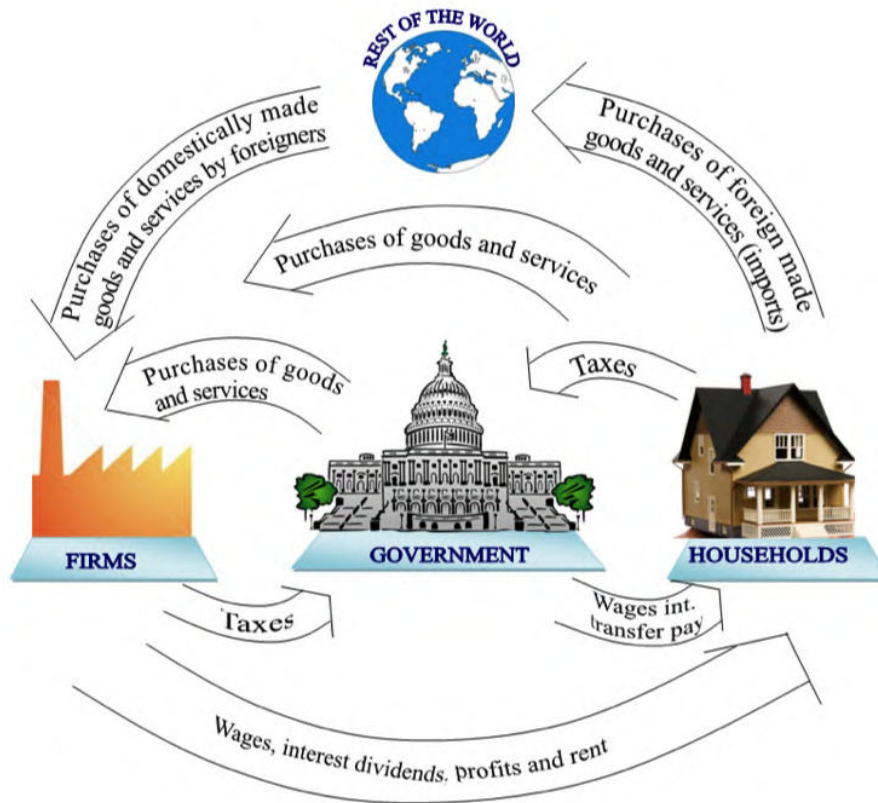 REST OF THE WORLD
Purchases of domestically made
goods and services by foreigners
Purchases of foreign made
goods and services (imports)
Purchases of goods and services
Purchases of goods
and services
Taxes
FIRMS
GOVERNMENT
HOUSEHOLDS
Taxes
Wages int.
transfer pay
Wages, interest dividends. profits and rent